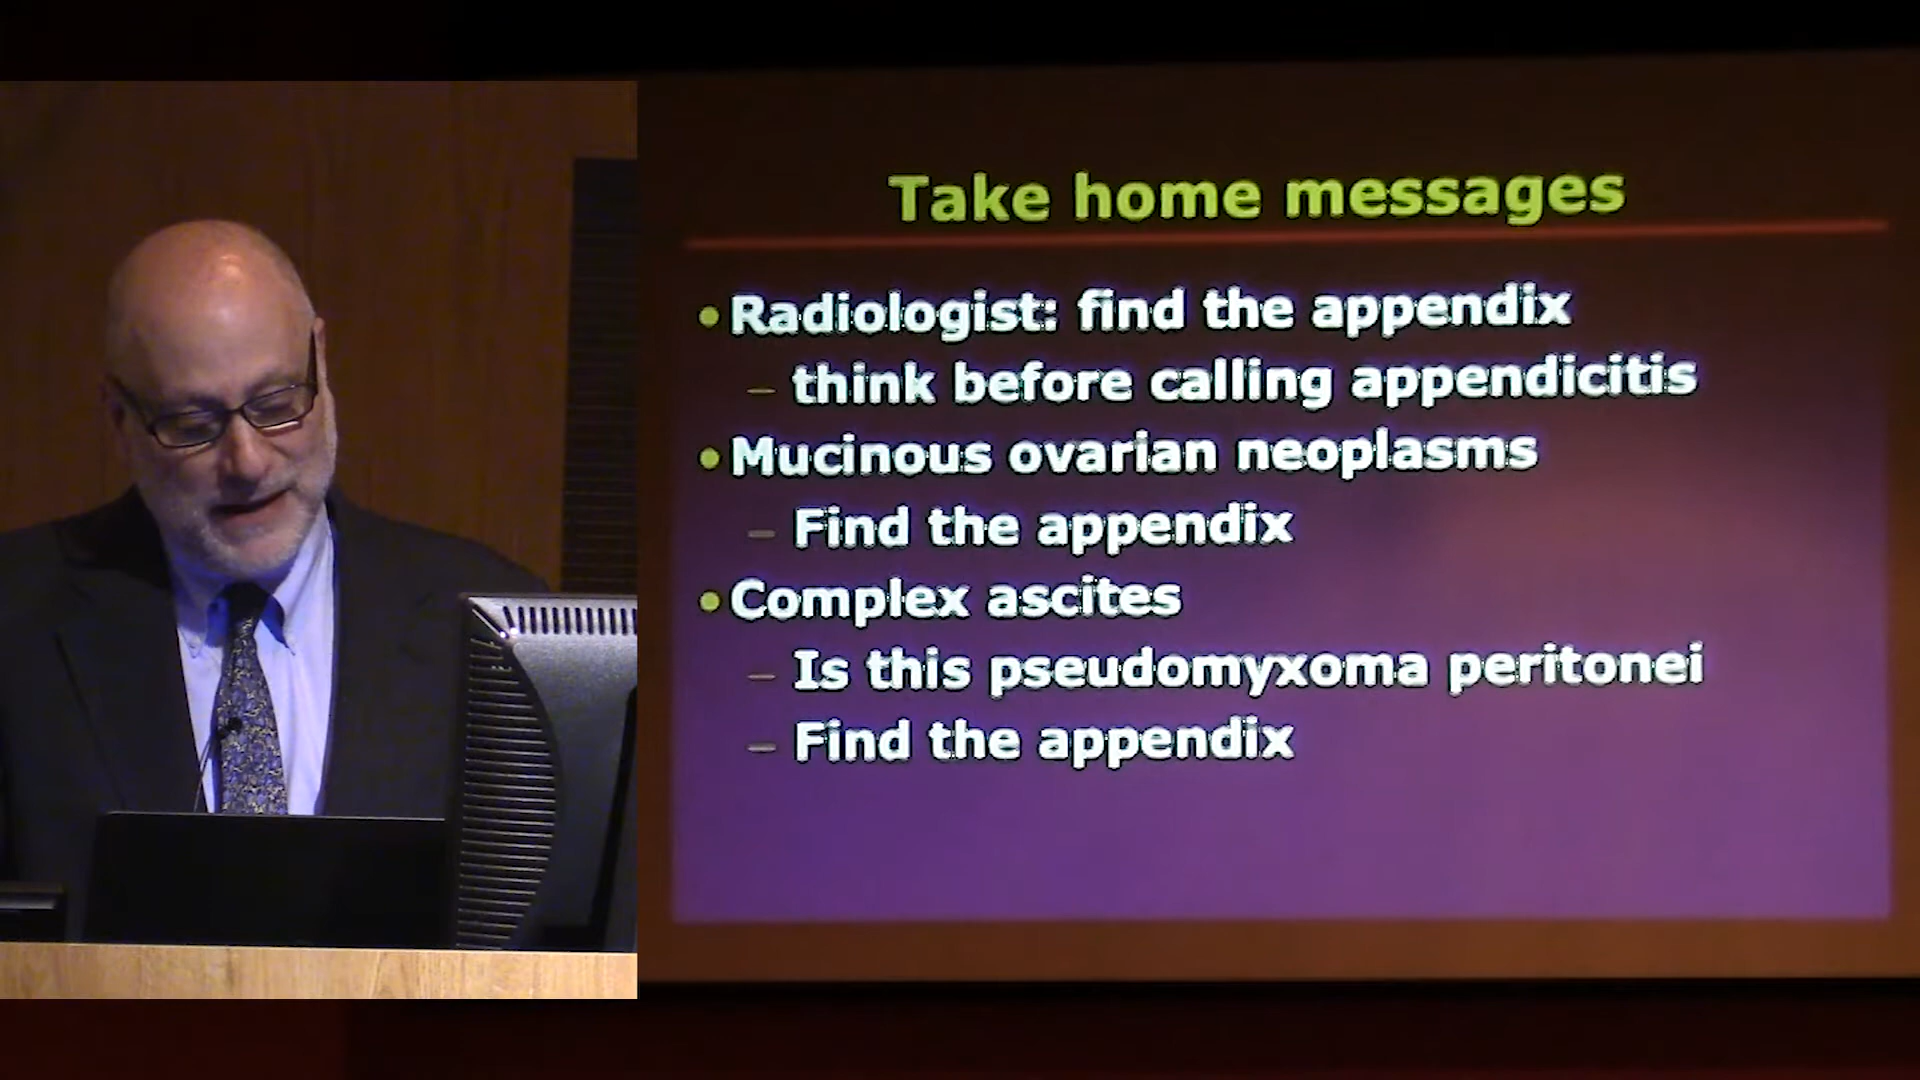 Take home messages
• Radiologist: find the appendix
– think before calling appendicitis
• Mucinous ovarian neoplasms
– Find the appendix
• Complex ascites
– Is this pseudomyxoma peritonei
– Find the appendix